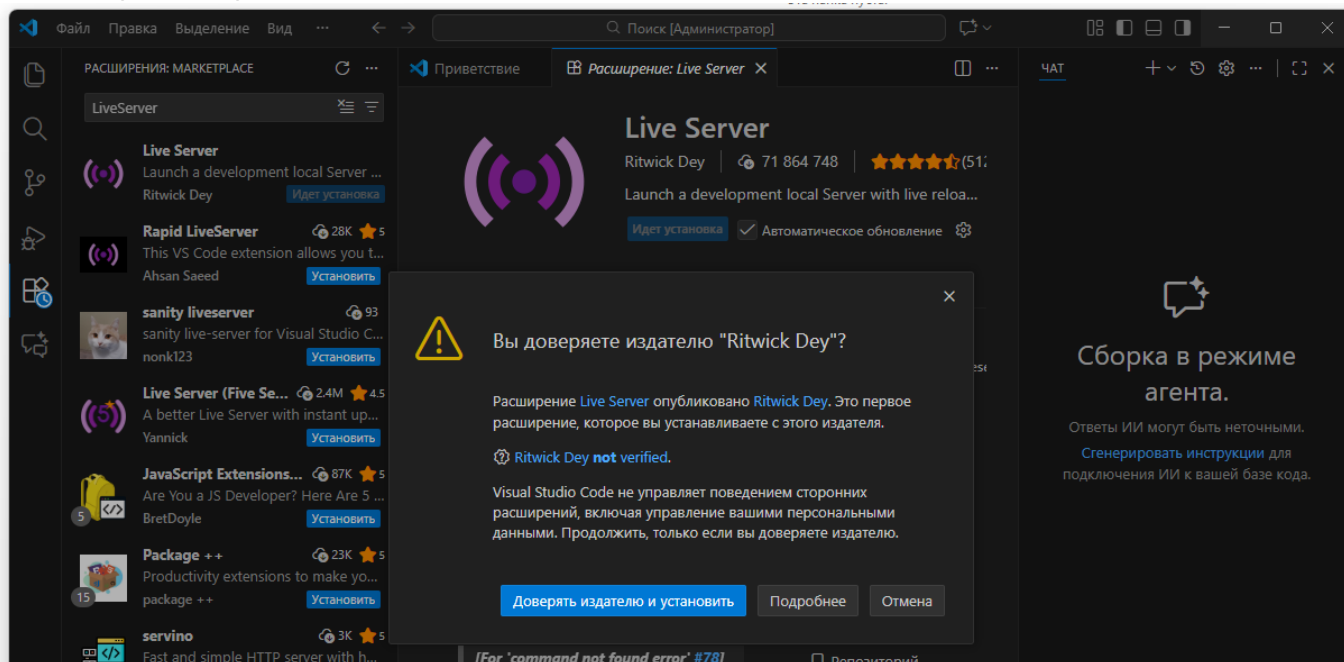 Файл Правка Выделение Вид ···
Поиск [Администратор]
РАСШИРЕНИЯ: MARKETPLACE
LiveServer
Live Server
Launch a development local Server ...
Ritwick Dey
Идет установка
Rapid LiveServer 28K 5
This VS Code extension allows you t...
Ahsan Saeed
Установить
sanity liveserver 93
sanity live-server for Visual Studio C...
nonk123
Установить
Live Server (Five Se... 2.4M 4.5
A better Live Server with instant up...
Yannick
Установить
JavaScript Extensions... 87K 5
Are You a JS Developer? Here Are 5 ...
5
BretDoyle
Установить
Package ++ 23K 5
Productivity extensions to make yo...
15
package ++
Установить
servino 3K 5
Fast and simple HTTP server with h...
Приветствие
Расширение: Live Server
Live Server
Ritwick Dey 71 864 748 (512
Launch a development local Server with live reloa...
Идет установка
Автоматическое обновление
Вы доверяете издателю "Ritwick Dey"?
Расширение Live Server опубликовано Ritwick Dey. Это первое
расширение, которое вы устанавливаете с этого издателя.
Ritwick Dey not verified.
Visual Studio Code не управляет поведением сторонних
расширений, включая управление вашими персональными
данными. Продолжить, только если вы доверяете издателю.
Доверять издателю и установить
Подробнее
Отмена
[For 'command not found error' #78]
Репозиторий
ЧАТ
Сборка в режиме
агента.
Ответы ИИ могут быть неточными.
Сгенерировать инструкции для
подключения ИИ к вашей базе кода.